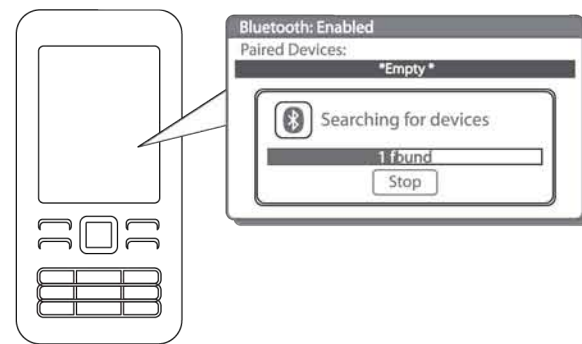 Bluetooth: Enabled
Paired Devices:
*Empty *
Searching for devices
1 found
Stop